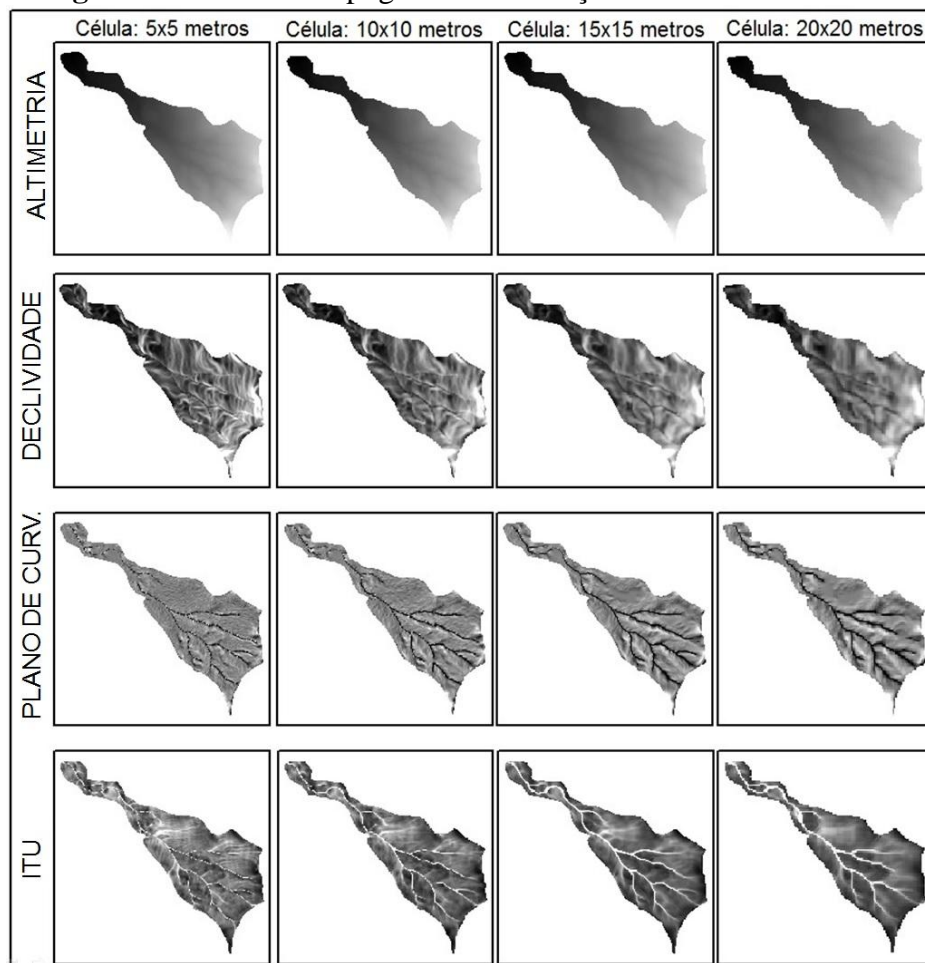 Célula: 5x5 metros
Célula: 10x10 metros
Célula: 15x15 metros
Célula: 20x20 metros
ALTIMETRIA
DECLIVIDADE
PLANO DE CURV.
ITU